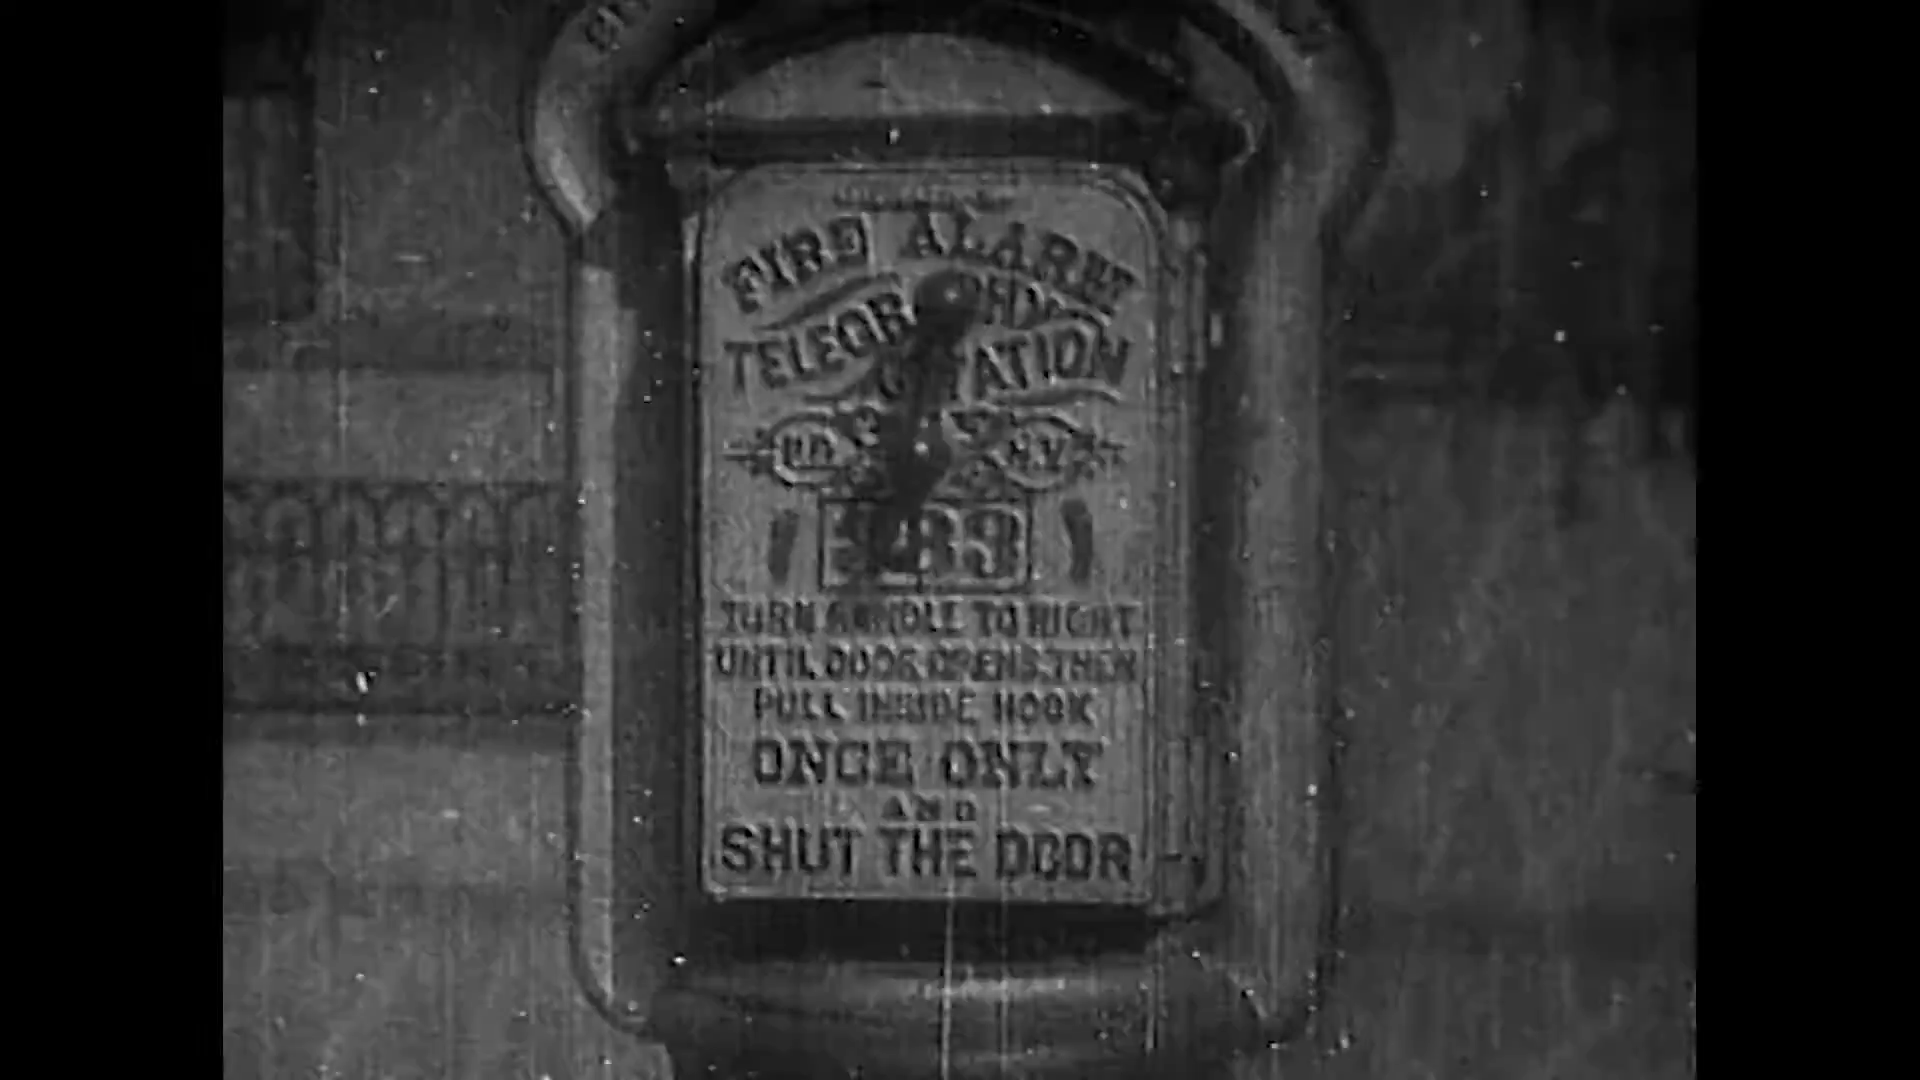 FIRE ALARM
TELEGRAPH
STATION
TURN HANDLE TO RIGHT
UNTIL DOOR OPENS THEN
PULL INSIDE HOOK
ONCE ONLY
AND
SHUT THE DOOR